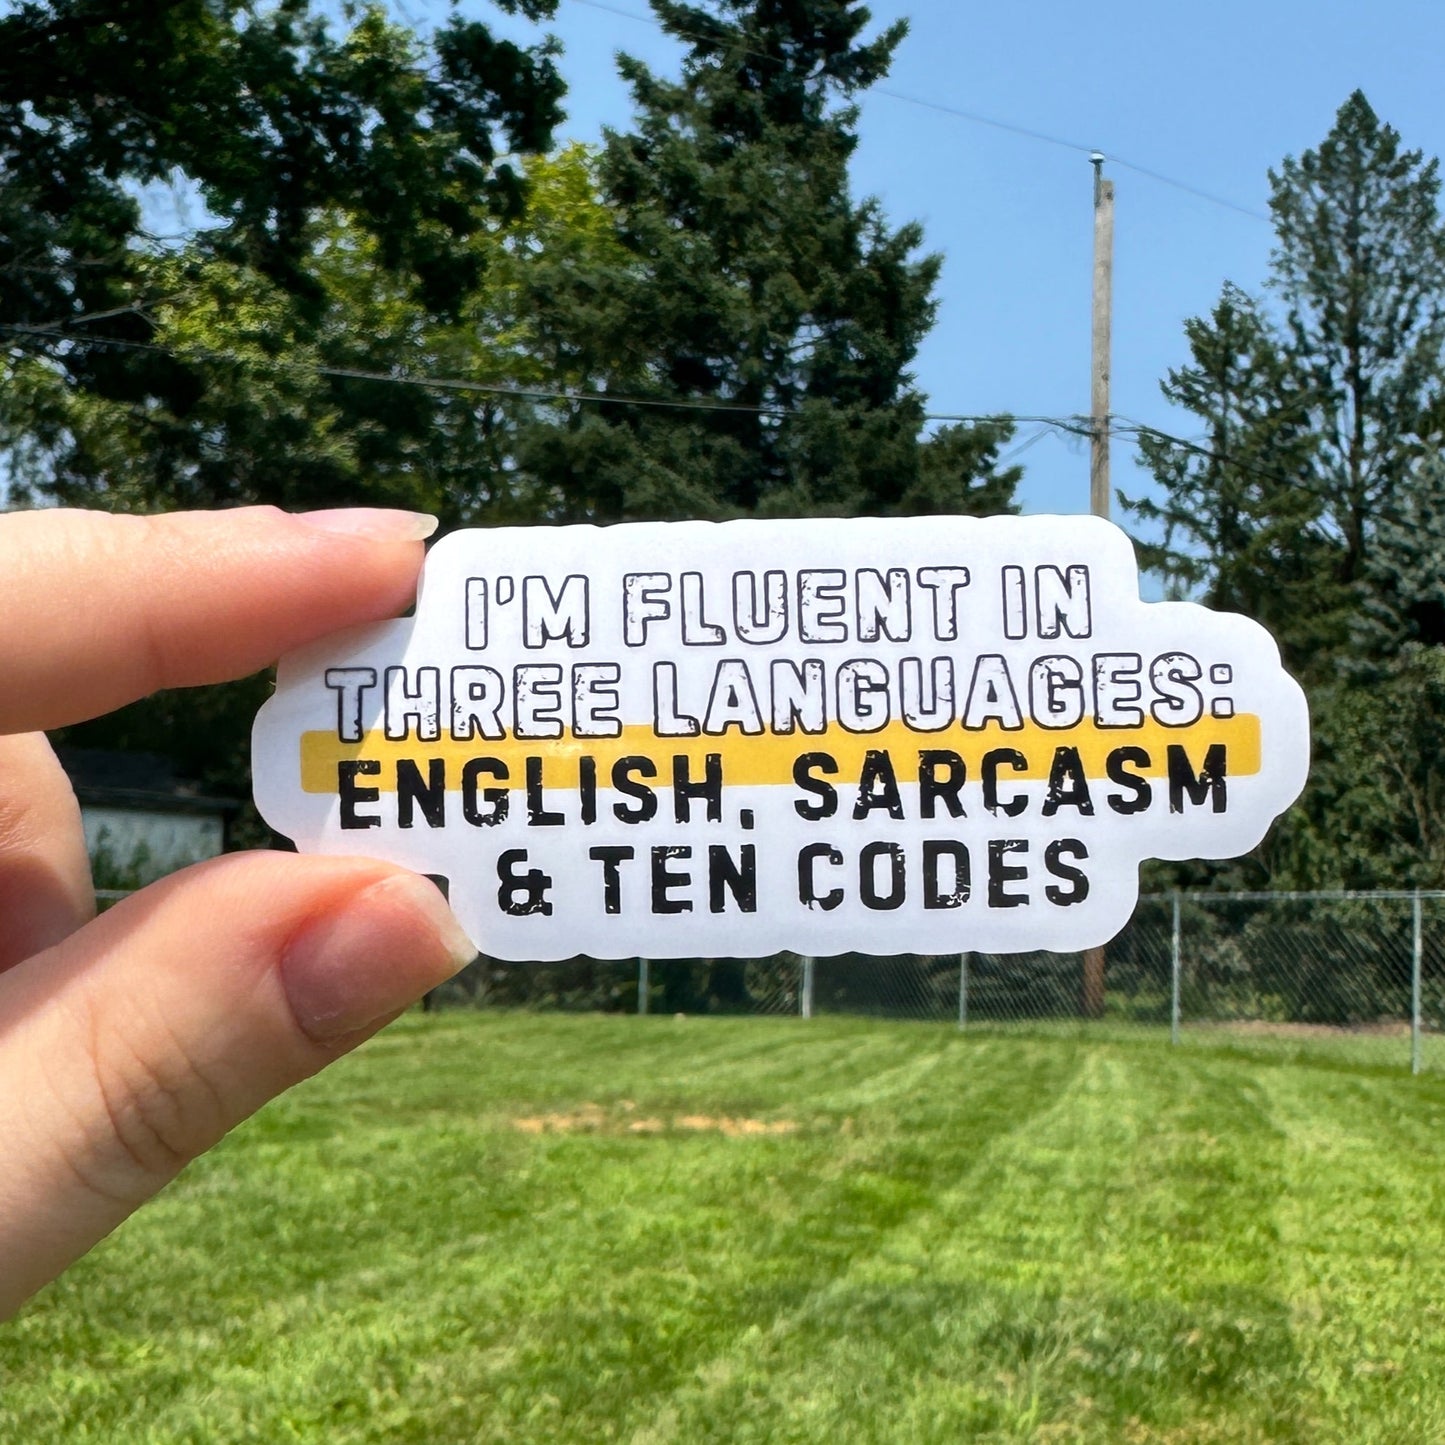 I'M FLUENT IN
THREE LANGUAGES:
ENGLISH, SARCASM
& TEN CODES